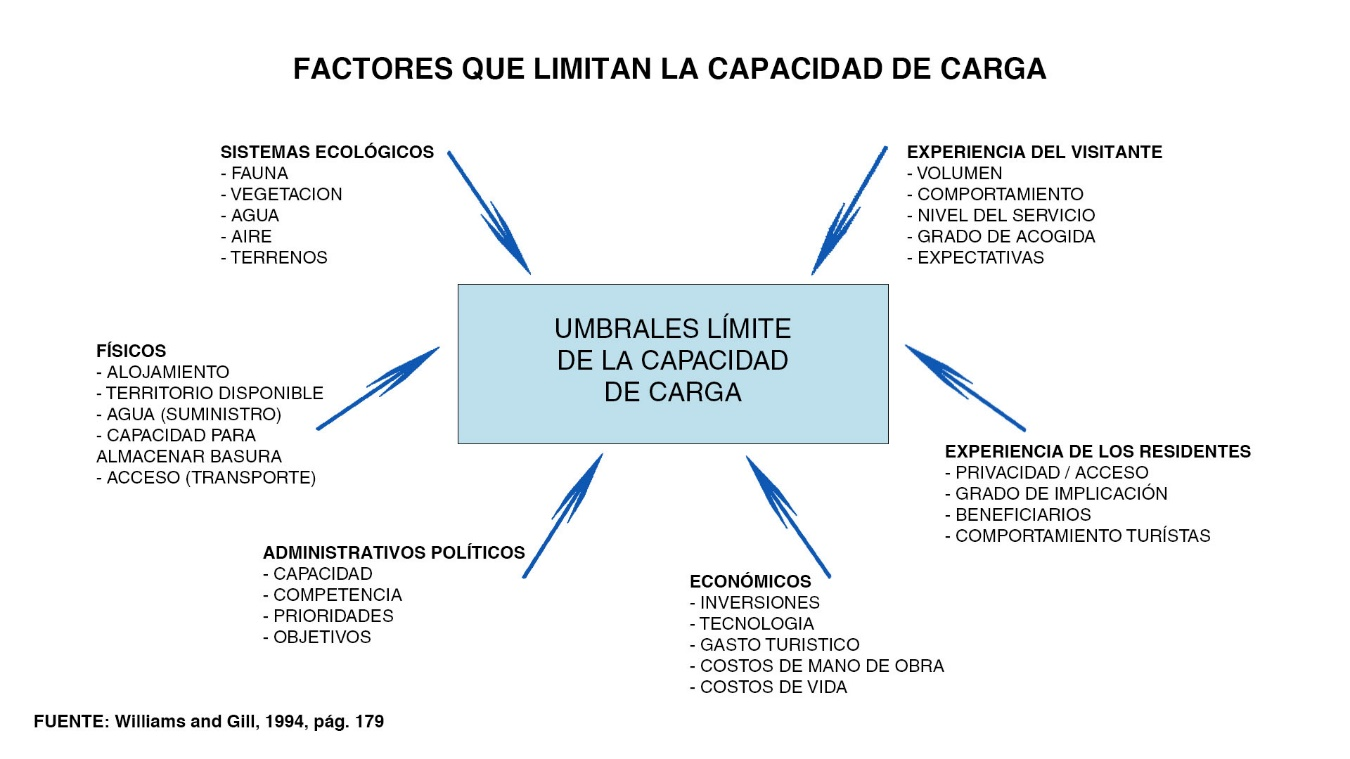 FACTORES QUE LIMITAN LA CAPACIDAD DE CARGA
SISTEMAS ECOLÓGICOS
- FAUNA
- VEGETACION
- AGUA
- AIRE
- TERRENOS
EXPERIENCIA DEL VISITANTE
- VOLUMEN
- COMPORTAMIENTO
- NIVEL DEL SERVICIO
- GRADO DE ACOGIDA
- EXPECTATIVAS
UMBRALES LÍMITE
DE LA CAPACIDAD
DE CARGA
FÍSICOS
- ALOJAMIENTO
- TERRITORIO DISPONIBLE
- AGUA (SUMINISTRO)
- CAPACIDAD PARA
ALMACENAR BASURA
- ACCESO (TRANSPORTE)
EXPERIENCIA DE LOS RESIDENTES
- PRIVACIDAD / ACCESO
- GRADO DE IMPLICACIÓN
- BENEFICIARIOS
- COMPORTAMIENTO TURÍSTAS
ADMINISTRATIVOS POLÍTICOS
- CAPACIDAD
- COMPETENCIA
- PRIORIDADES
- OBJETIVOS
ECONÓMICOS
- INVERSIONES
- TECNOLOGIA
- GASTO TURISTICO
- COSTOS DE MANO DE OBRA
- COSTOS DE VIDA
FUENTE: Williams and Gill, 1994, pág. 179